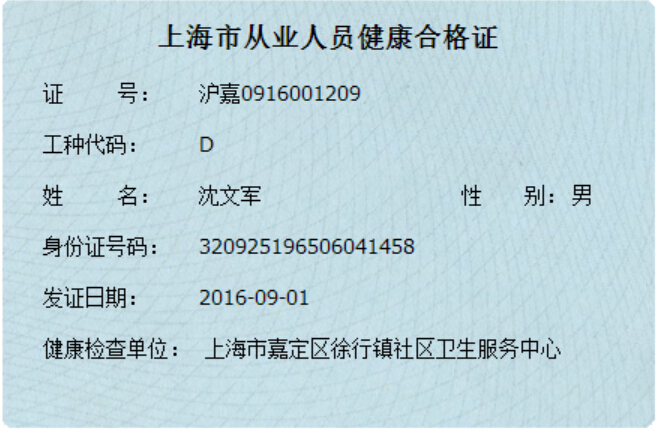 上海市从业人员健康合格证
证 号： 沪嘉0916001209
工种代码： D
姓 名： 沈文军 性 别：男
身份证号码： 320925196506041458
发证日期： 2016-09-01
健康检查单位： 上海市嘉定区徐行镇社区卫生服务中心